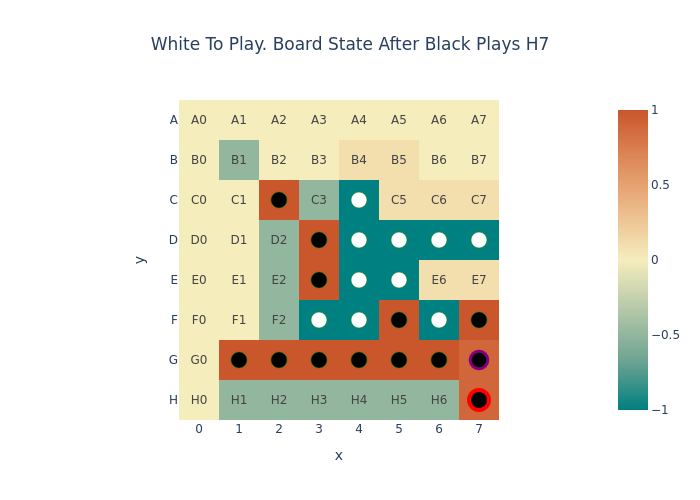 White To Play. Board State After Black Plays H7
A A0 A1 A2 A3 A4 A5 A6 A7
B B0 B1 B2 B3 B4 B5 B6 B7
C C0 C1 C3 C5 C6 C7
D D0 D1 D2
E E0 E1 E2 E6 E7
F F0 F1 F2
G G0
H H0 H1 H2 H3 H4 H5 H6
0 1 2 3 4 5 6 7
x
y
1
0.5
0
−0.5
−1